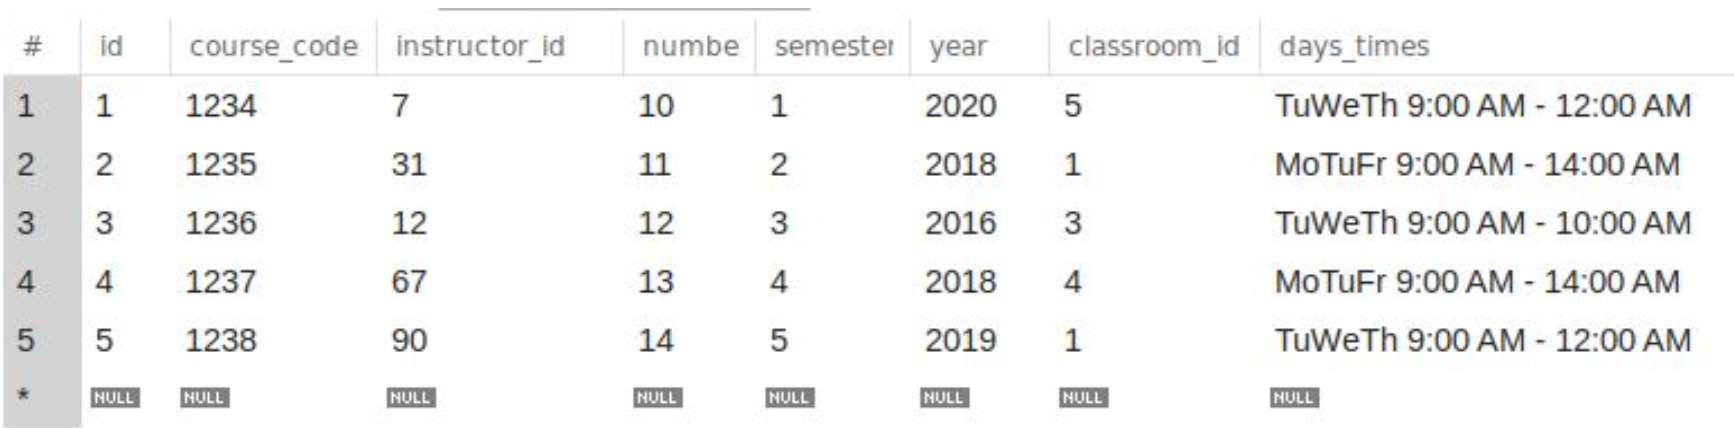 # id course_code instructor_id numbe semester year classroom_id days_times
1 1 1234 7 10 1 2020 5 TuWeTh 9:00 AM - 12:00 AM
2 2 1235 31 11 2 2018 1 MoTuFr 9:00 AM - 14:00 AM
3 3 1236 12 12 3 2016 3 TuWeTh 9:00 AM - 10:00 AM
4 4 1237 67 13 4 2018 4 MoTuFr 9:00 AM - 14:00 AM
5 5 1238 90 14 5 2019 1 TuWeTh 9:00 AM - 12:00 AM
* NULL NULL NULL NULL NULL NULL NULL NULL